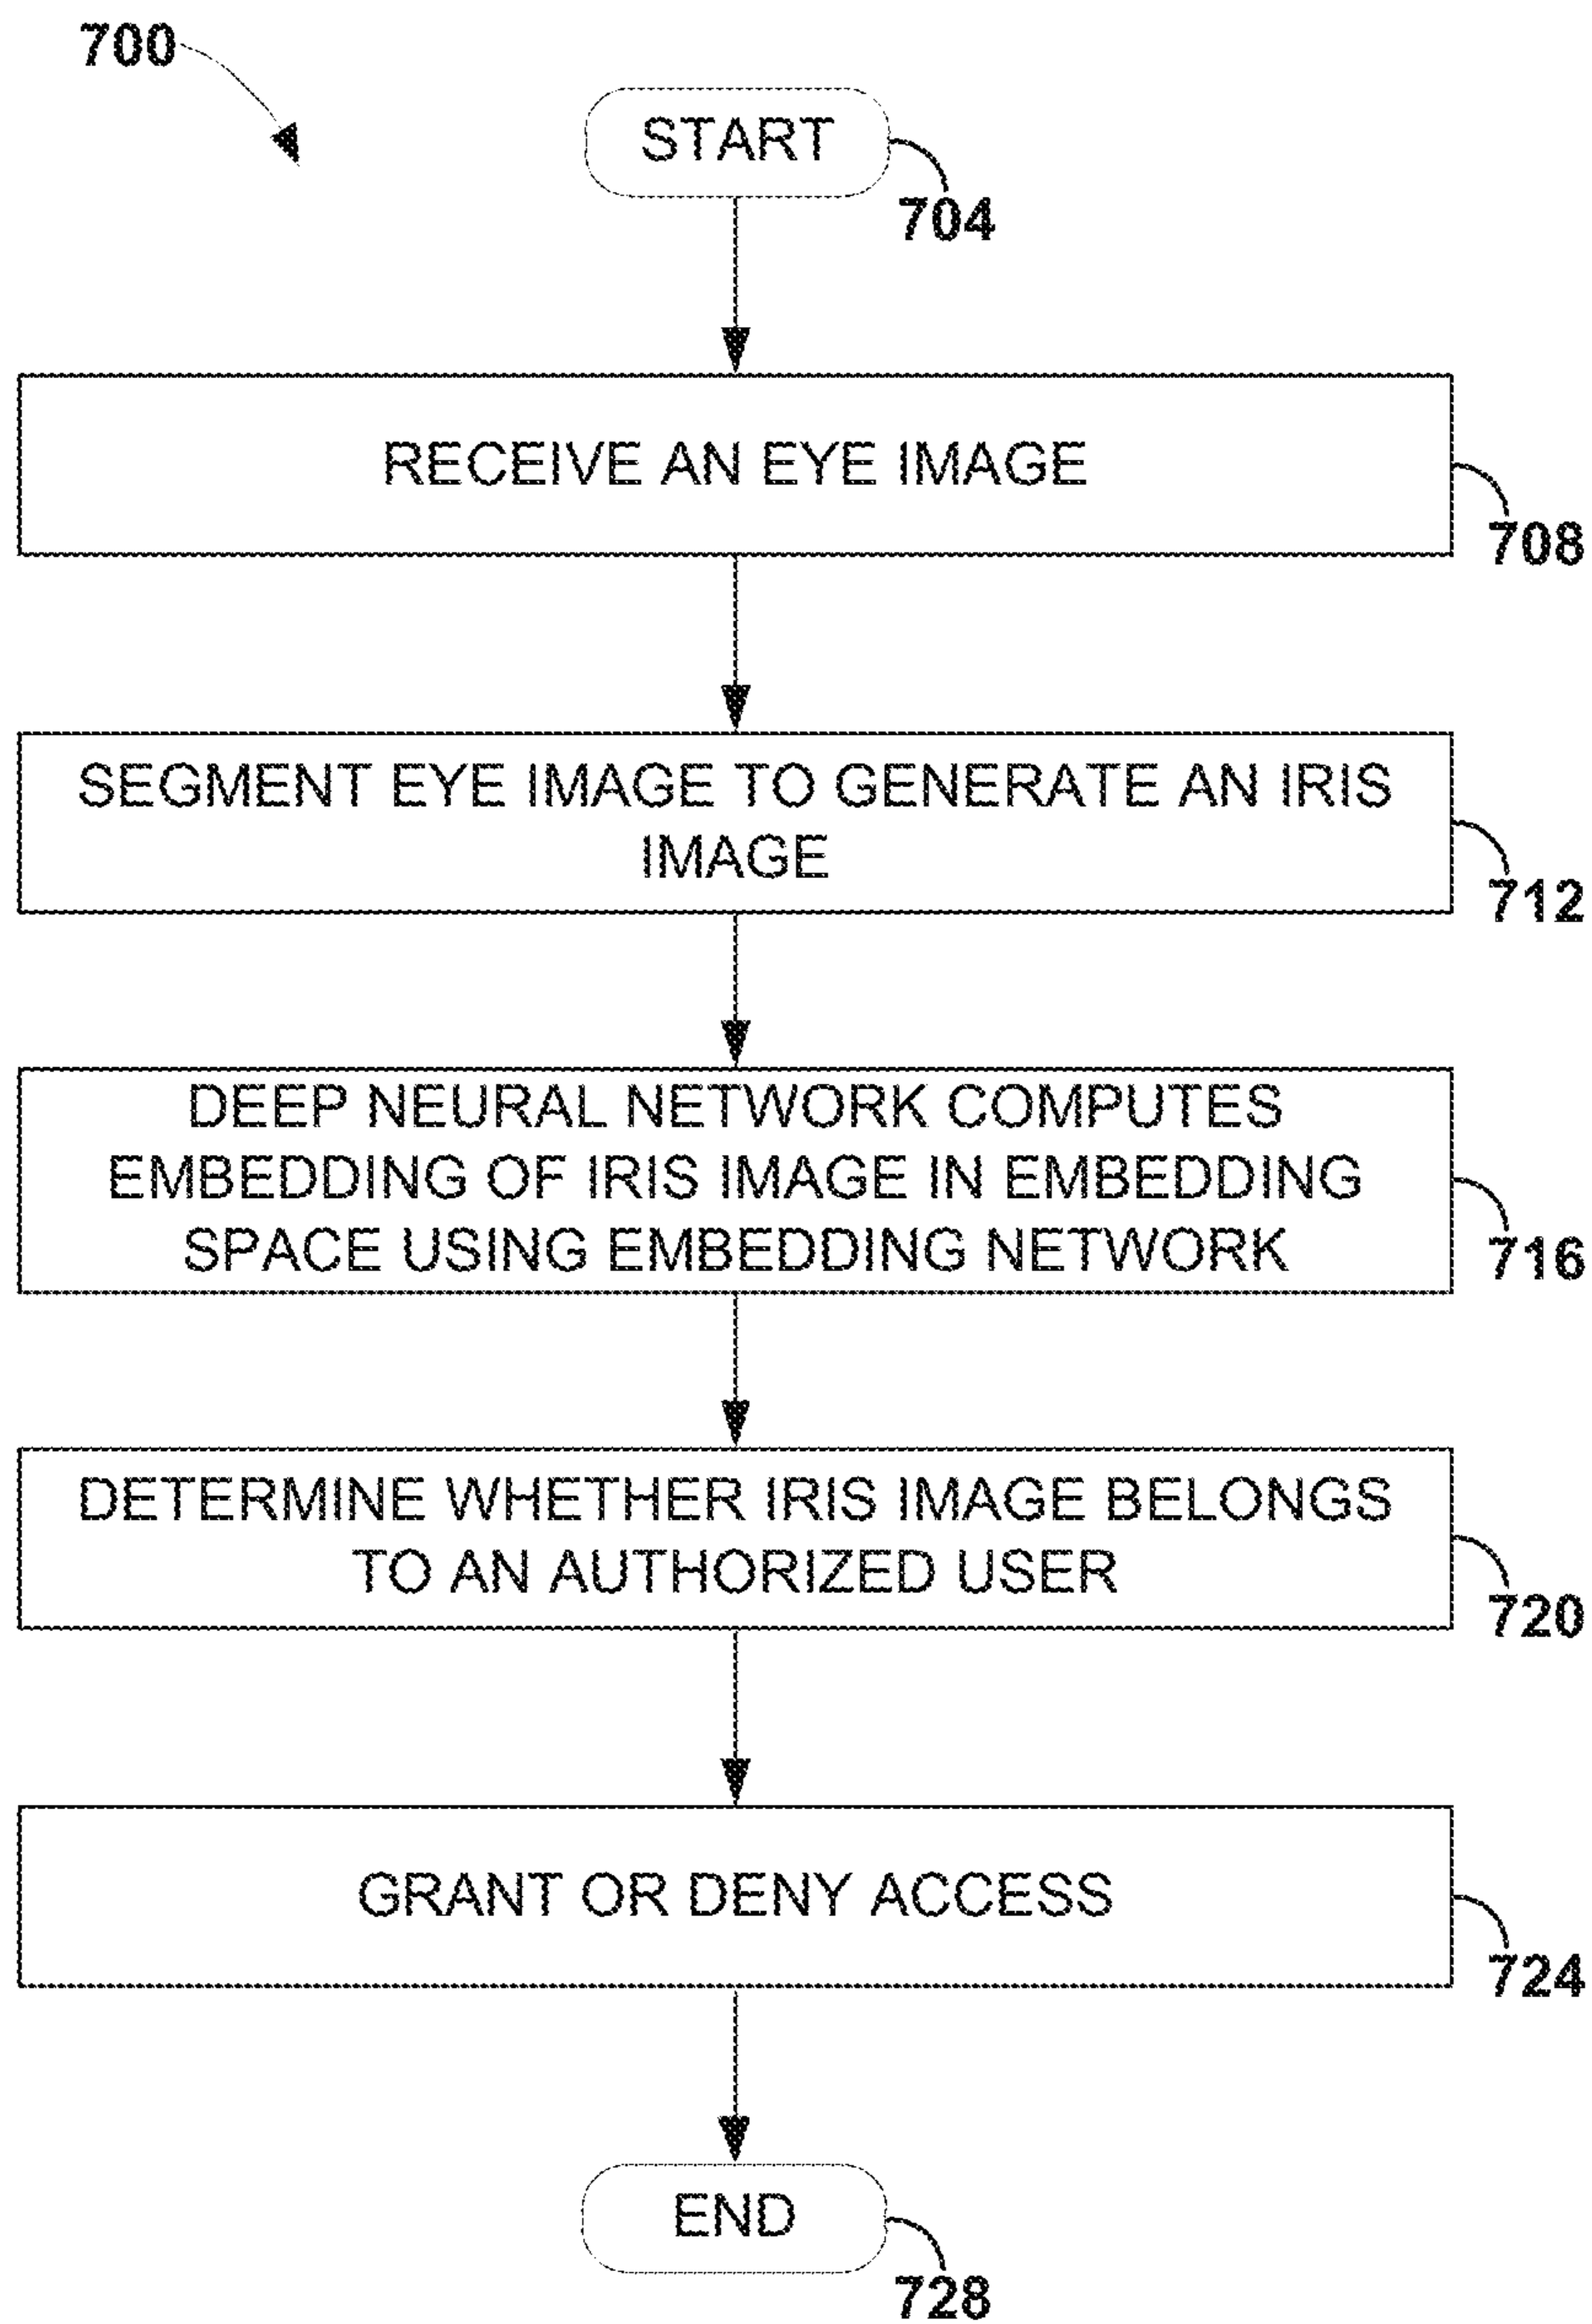 700
START
704
RECEIVE AN EYE IMAGE
708
SEGMENT EYE IMAGE TO GENERATE AN IRIS
IMAGE
712
DEEP NEURAL NETWORK COMPUTES
EMBEDDING OF IRIS IMAGE IN EMBEDDING
SPACE USING EMBEDDING NETWORK
716
DETERMINE WHETHER IRIS IMAGE BELONGS
TO AN AUTHORIZED USER
720
GRANT OR DENY ACCESS
724
END
728